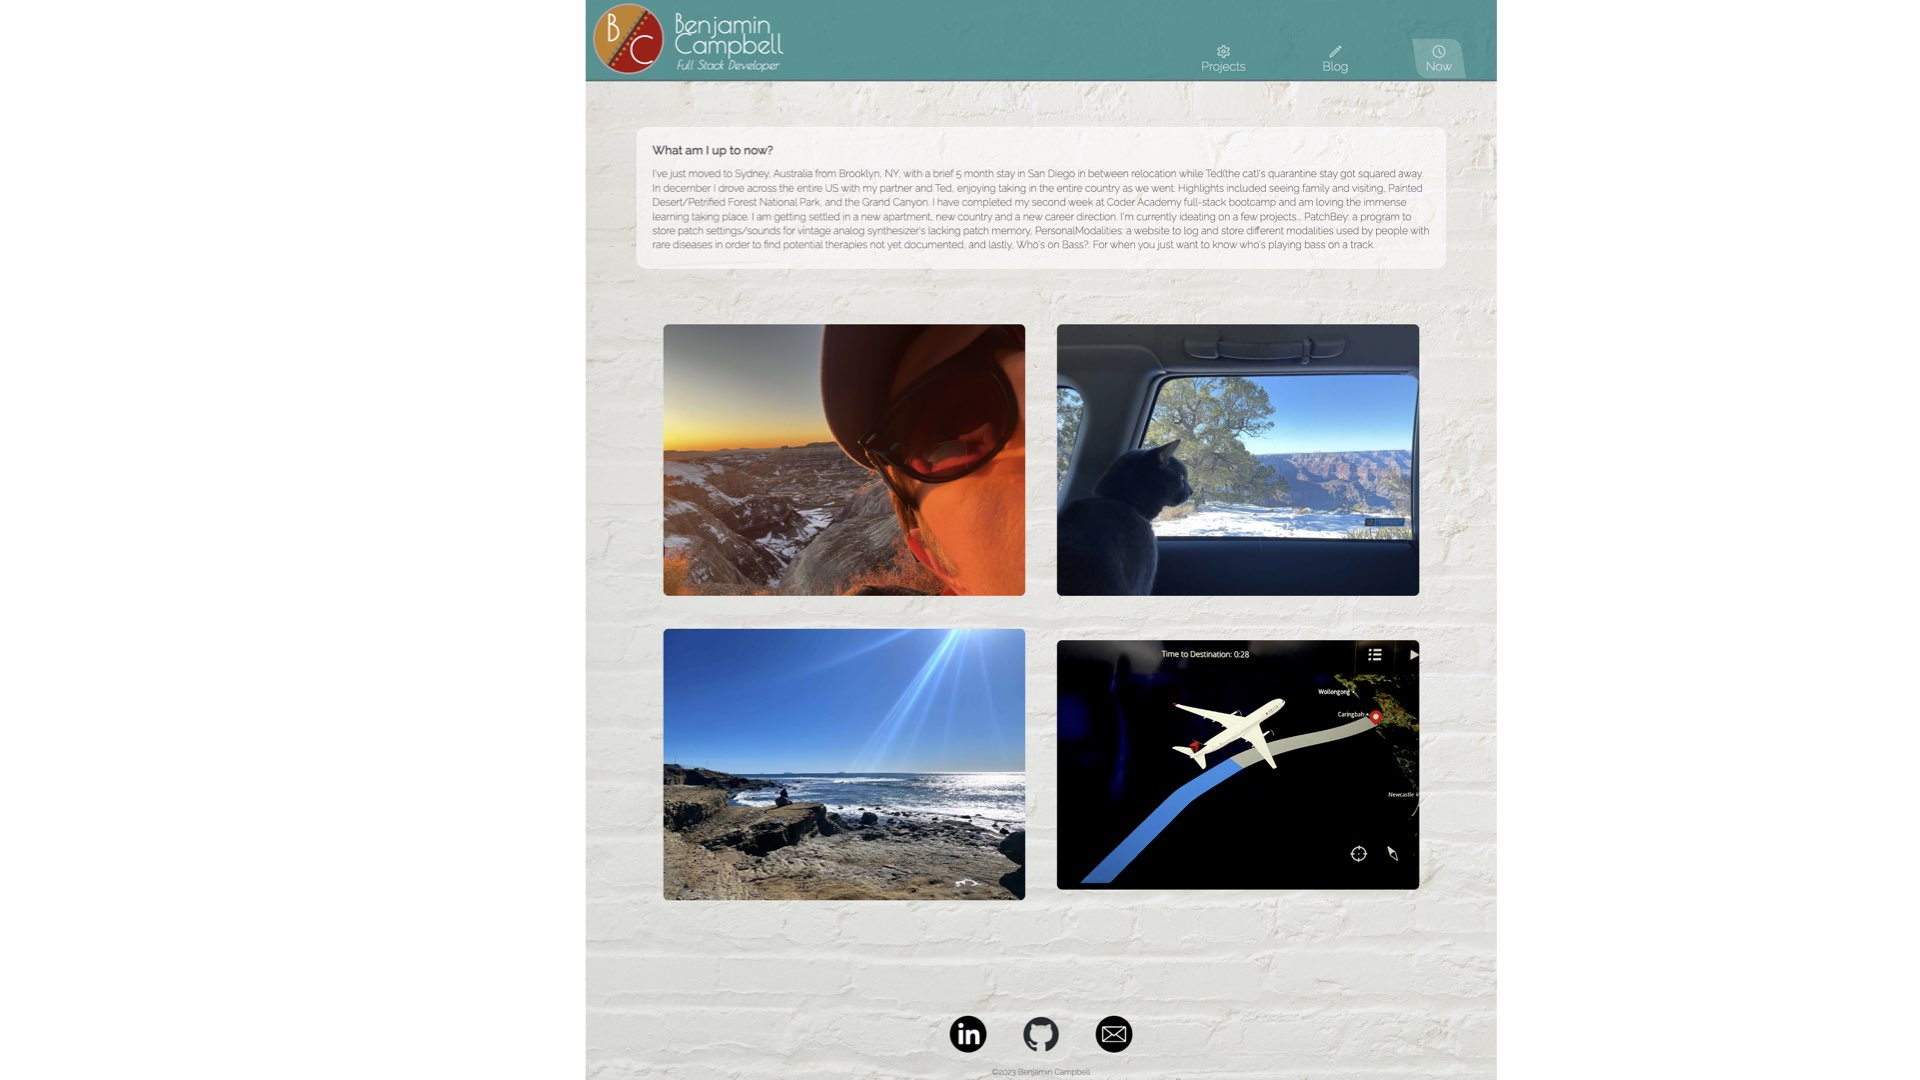 B
C
Benjamin
Campbell
Full Stack Developer
Projects
Blog
Now
What am I up to now?
I've just moved to Sydney, Australia from Brooklyn, NY, with a brief 5 month stay in San Diego in between relocation while Ted(the cat)'s quarantine stay got squared away.
In december I drove across the entire US with my partner and Ted, enjoying taking in the entire country as we went. Highlights included seeing family and visiting, Painted
Desert/Petrified Forest National Park, and the Grand Canyon. I have completed my second week at Coder Academy full-stack bootcamp and am loving the immense
learning taking place. I am getting settled in a new apartment, new country and a new career direction. I'm currently ideating on a few projects... PatchBey: a program to
store patch settings/sounds for vintage analog synthesizer's lacking patch memory, PersonalModalities: a website to log and store different modalities used by people with
rare diseases in order to find potential therapies not yet documented, and lastly, Who's on Bass?: For when you just want to know who's playing bass on a track.
Time to Destination: 0:28
Wollongong
Caringbah
Newcastle
in
©2023 Benjamin Campbell